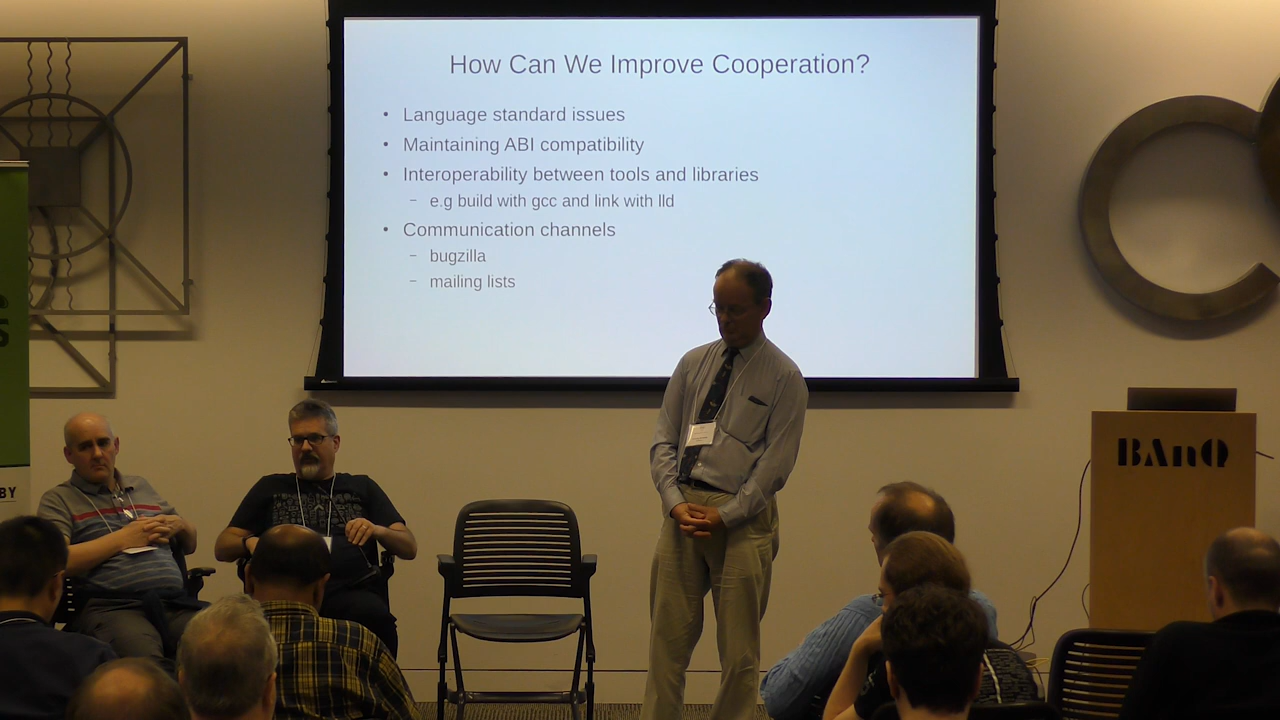 How Can We Improve Cooperation?
• Language standard issues
• Maintaining ABI compatibility
• Interoperability between tools and libraries
– e.g build with gcc and link with lld
• Communication channels
– bugzilla
– mailing lists
BY
BAnQ